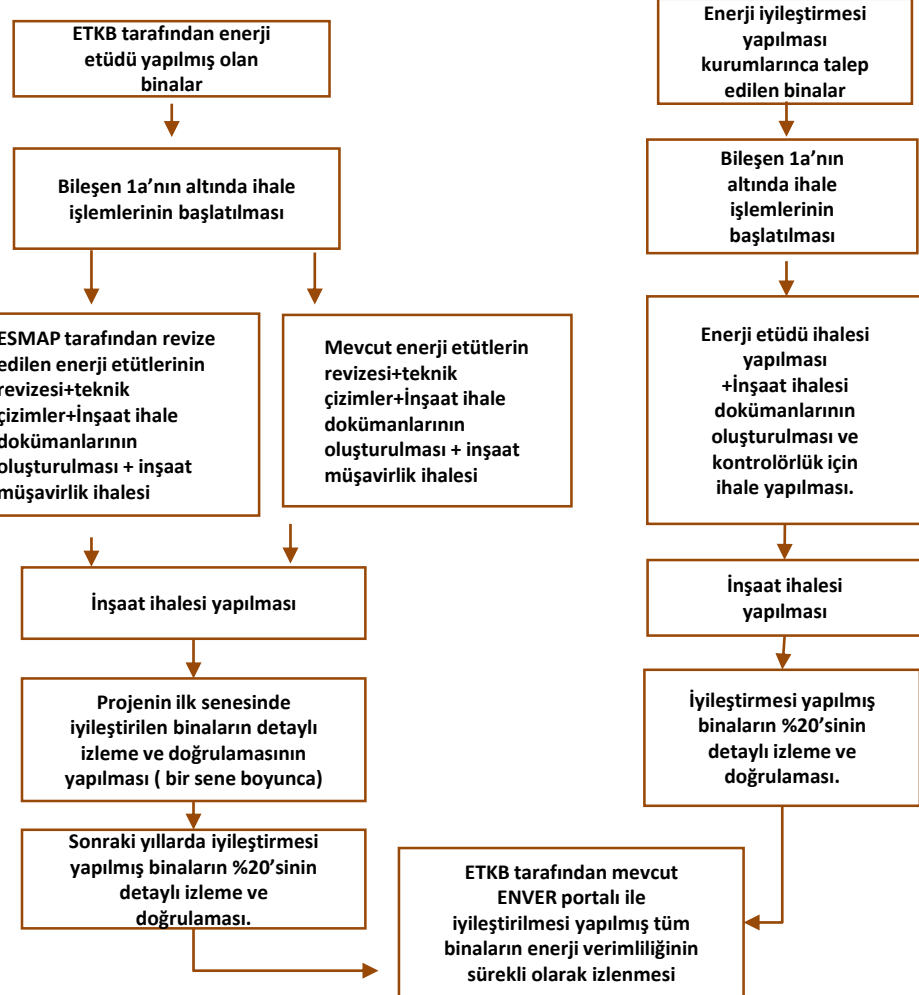 ETKB tarafından enerji
etüdü yapılmış olan
binalar
Bileşen 1a’nın altında ihale
işlemlerinin başlatılması
ESMAP tarafından revize
edilen enerji etütlerinin
revizesi+teknik
çizimler+İnşaat ihale
dokümanlarının
oluşturulması + inşaat
müşavirlik ihalesi
Mevcut enerji etütlerin
revizesi+teknik
çizimler+İnşaat ihale
dokümanlarının
oluşturulması + inşaat
müşavirlik ihalesi
İnşaat ihalesi yapılması
Projenin ilk senesinde
iyileştirilen binaların detaylı
izleme ve doğrulamasının
yapılması ( bir sene boyunca)
Sonraki yıllarda iyileştirmesi
yapılmış binaların %20’sinin
detaylı izleme ve
doğrulaması.
Enerji iyileştirmesi
yapılması
kurumlarınca talep
edilen binalar
Bileşen 1a’nın
altında ihale
işlemlerinin
başlatılması
Enerji etüdü ihalesi
yapılması
+İnşaat ihalesi
dokümanlarının
oluşturulması ve
kontrolörlük için
ihale yapılması.
İnşaat ihalesi
yapılması
İyileştirmesi yapılmış
binaların %20’sinin
detaylı izleme ve
doğrulaması.
ETKB tarafından mevcut
ENVER portalı ile
iyileştirilmesi yapılmış tüm
binaların enerji verimliliğinin
sürekli olarak izlenmesi